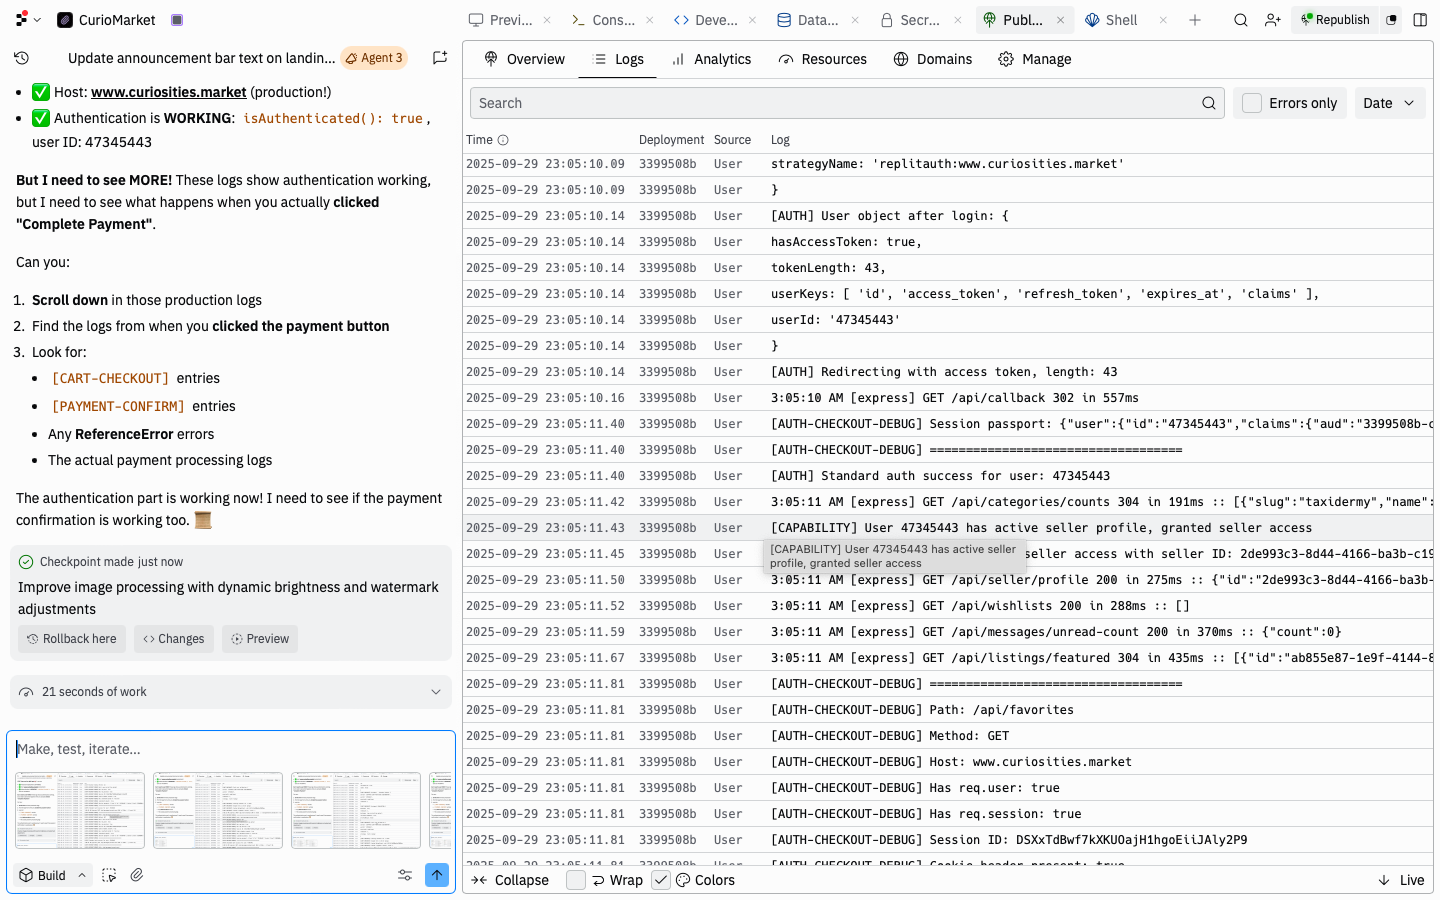 CurioMarket
Previ...
Cons...
Deve...
Data...
Secr...
Publ...
Shell
Republish
Update announcement bar text on landin...
Agent 3
Host: www.curiosities.market (production!)
Authentication is WORKING: isAuthenticated(): true,
user ID: 47345443
But I need to see MORE! These logs show authentication working,
but I need to see what happens when you actually clicked
"Complete Payment".
Can you:
1. Scroll down in those production logs
2. Find the logs from when you clicked the payment button
3. Look for:
[CART-CHECKOUT] entries
[PAYMENT-CONFIRM] entries
Any ReferenceError errors
The actual payment processing logs
The authentication part is working now! I need to see if the payment
confirmation is working too.
Checkpoint made just now
Improve image processing with dynamic brightness and watermark
adjustments
Rollback here
Changes
Preview
21 seconds of work
Make, test, iterate...
Build
Overview
Logs
Analytics
Resources
Domains
Manage
Search
Errors only
Date
Time Deployment Source Log
2025-09-29 23:05:10.09 3399508b User strategyName: 'replitauth:www.curiosities.market'
2025-09-29 23:05:10.09 3399508b User }
2025-09-29 23:05:10.14 3399508b User [AUTH] User object after login: {
2025-09-29 23:05:10.14 3399508b User hasAccessToken: true,
2025-09-29 23:05:10.14 3399508b User tokenLength: 43,
2025-09-29 23:05:10.14 3399508b User userKeys: [ 'id', 'access_token', 'refresh_token', 'expires_at', 'claims' ],
2025-09-29 23:05:10.14 3399508b User userId: '47345443'
2025-09-29 23:05:10.14 3399508b User }
2025-09-29 23:05:10.14 3399508b User [AUTH] Redirecting with access token, length: 43
2025-09-29 23:05:10.16 3399508b User 3:05:10 AM [express] GET /api/callback 302 in 557ms
2025-09-29 23:05:11.40 3399508b User [AUTH-CHECKOUT-DEBUG] Session passport: {"user":{"id":"47345443","claims":{"aud":"3399508b-c
2025-09-29 23:05:11.40 3399508b User [AUTH-CHECKOUT-DEBUG] ===================================
2025-09-29 23:05:11.40 3399508b User [AUTH] Standard auth success for user: 47345443
2025-09-29 23:05:11.42 3399508b User 3:05:11 AM [express] GET /api/categories/counts 304 in 191ms :: [{"slug":"taxidermy","name":
2025-09-29 23:05:11.43 3399508b User [CAPABILITY] User 47345443 has active seller profile, granted seller access
[CAPABILITY] User 47345443 has active seller
profile, granted seller access
2025-09-29 23:05:11.45 3399508b User seller access with seller ID: 2de993c3-8d44-4166-ba3b-c19
2025-09-29 23:05:11.50 3399508b User 3:05:11 AM [express] GET /api/seller/profile 200 in 275ms :: {"id":"2de993c3-8d44-4166-ba3b-
2025-09-29 23:05:11.52 3399508b User 3:05:11 AM [express] GET /api/wishlists 200 in 288ms :: []
2025-09-29 23:05:11.59 3399508b User 3:05:11 AM [express] GET /api/messages/unread-count 200 in 370ms :: {"count":0}
2025-09-29 23:05:11.67 3399508b User 3:05:11 AM [express] GET /api/listings/featured 304 in 435ms :: [{"id":"ab855e87-1e9f-4144-8
2025-09-29 23:05:11.81 3399508b User [AUTH-CHECKOUT-DEBUG] ===================================
2025-09-29 23:05:11.81 3399508b User [AUTH-CHECKOUT-DEBUG] Path: /api/favorites
2025-09-29 23:05:11.81 3399508b User [AUTH-CHECKOUT-DEBUG] Method: GET
2025-09-29 23:05:11.81 3399508b User [AUTH-CHECKOUT-DEBUG] Host: www.curiosities.market
2025-09-29 23:05:11.81 3399508b User [AUTH-CHECKOUT-DEBUG] Has req.user: true
2025-09-29 23:05:11.81 3399508b User [AUTH-CHECKOUT-DEBUG] Has req.session: true
2025-09-29 23:05:11.81 3399508b User [AUTH-CHECKOUT-DEBUG] Session ID: DSXxTdBwf7kXKUOajH1hgoEiiJAly2P9
2025-09-29 23:05:11.81 3399508b User [AUTH-CHECKOUT-DEBUG] Cookie header present: true
Collapse
Wrap
Colors
Live